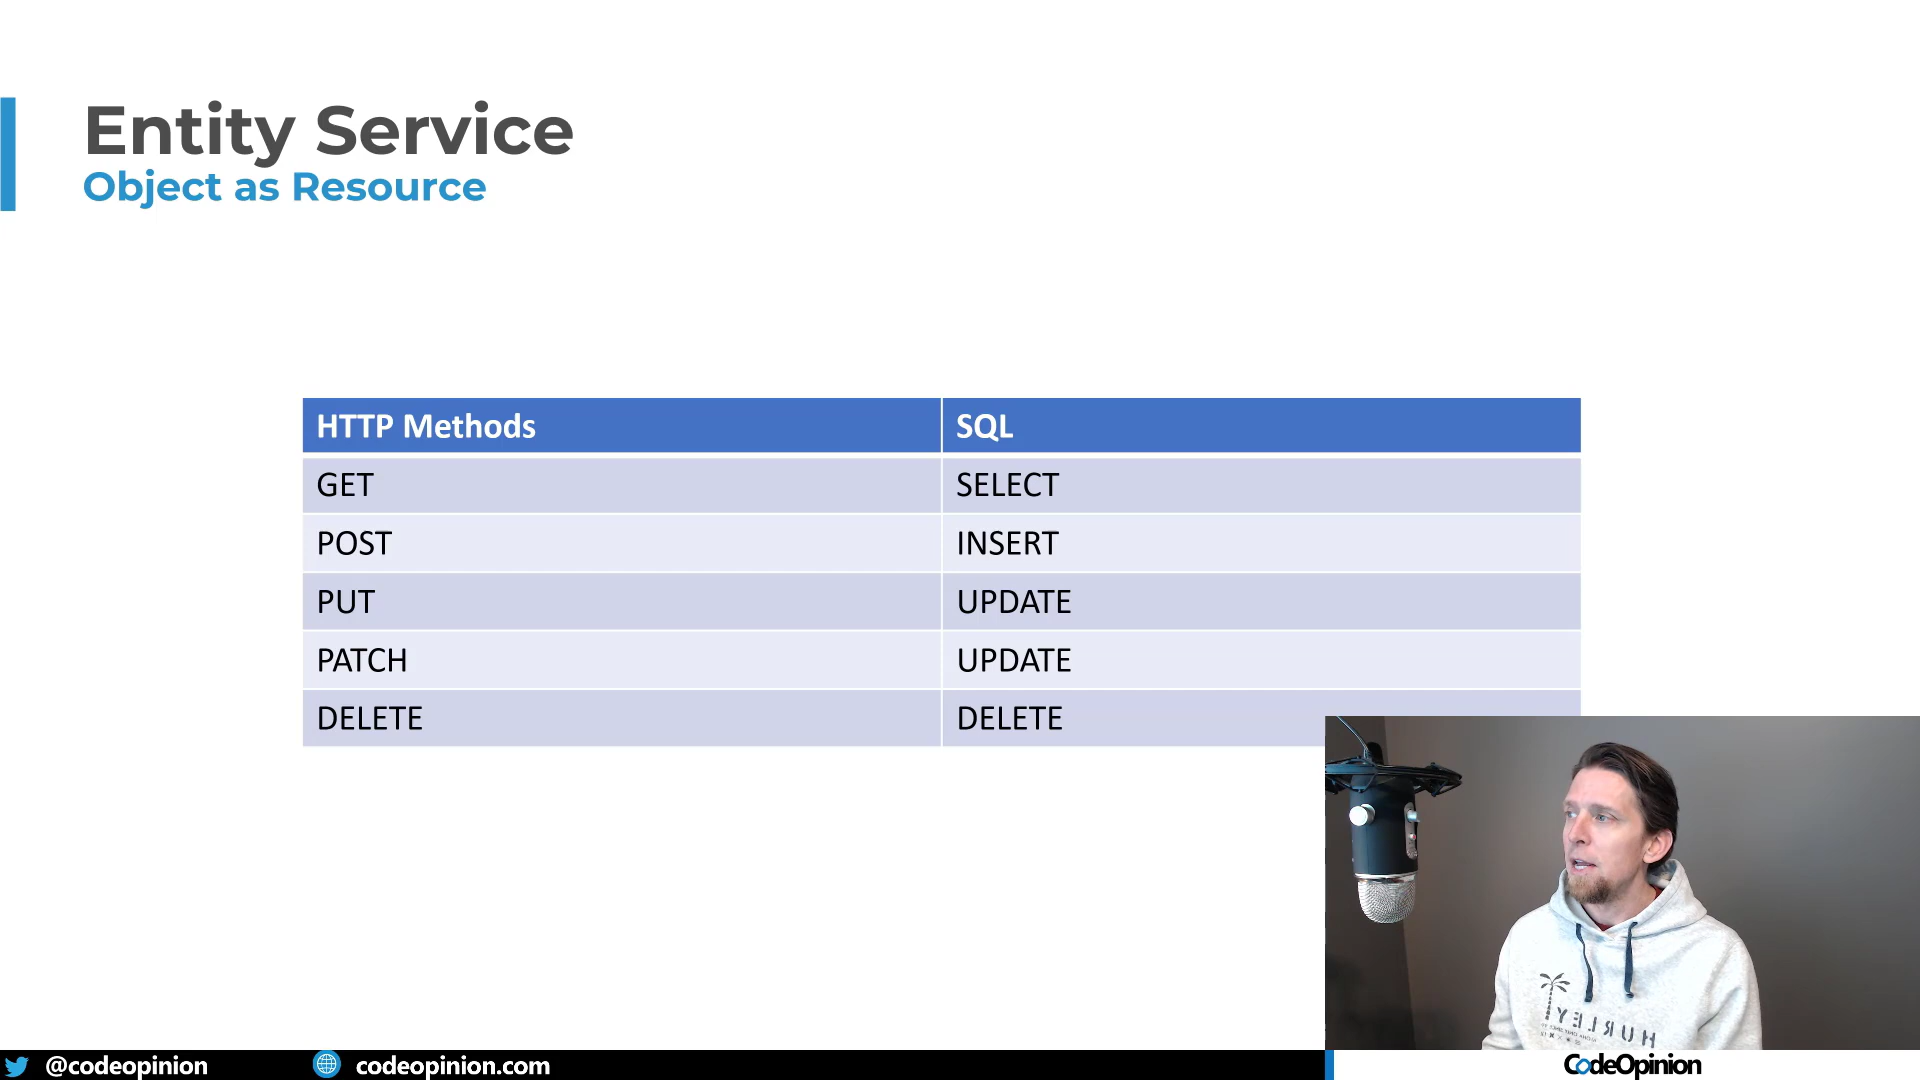 Entity Service
Object as Resource
HTTP Methods SQL
GET SELECT
POST INSERT
PUT UPDATE
PATCH UPDATE
DELETE DELETE
HURLEY
@codeopinion codeopinion.com CodeOpinion